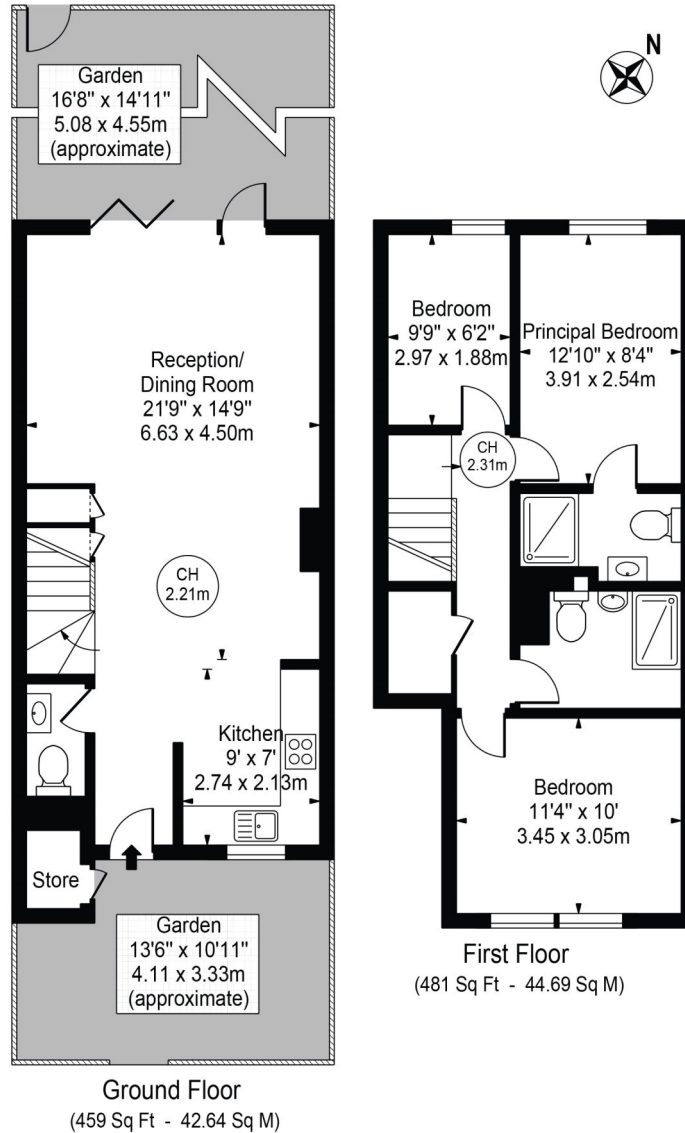 N
Garden
16'8" x 14'11"
5.08 x 4.55m
(approximate)
Reception/
Dining Room
21'9" x 14'9"
6.63 x 4.50m
CH
2.21m
Kitchen
9' x 7'
2.74 x 2.13m
Store
Garden
13'6" x 10'11"
4.11 x 3.33m
(approximate)
Ground Floor
(459 Sq Ft - 42.64 Sq M)
Bedroom
9'9" x 6'2"
2.97 x 1.88m
Principal Bedroom
12'10" x 8'4"
3.91 x 2.54m
CH
2.31m
Bedroom
11'4" x 10'
3.45 x 3.05m
First Floor
(481 Sq Ft - 44.69 Sq M)